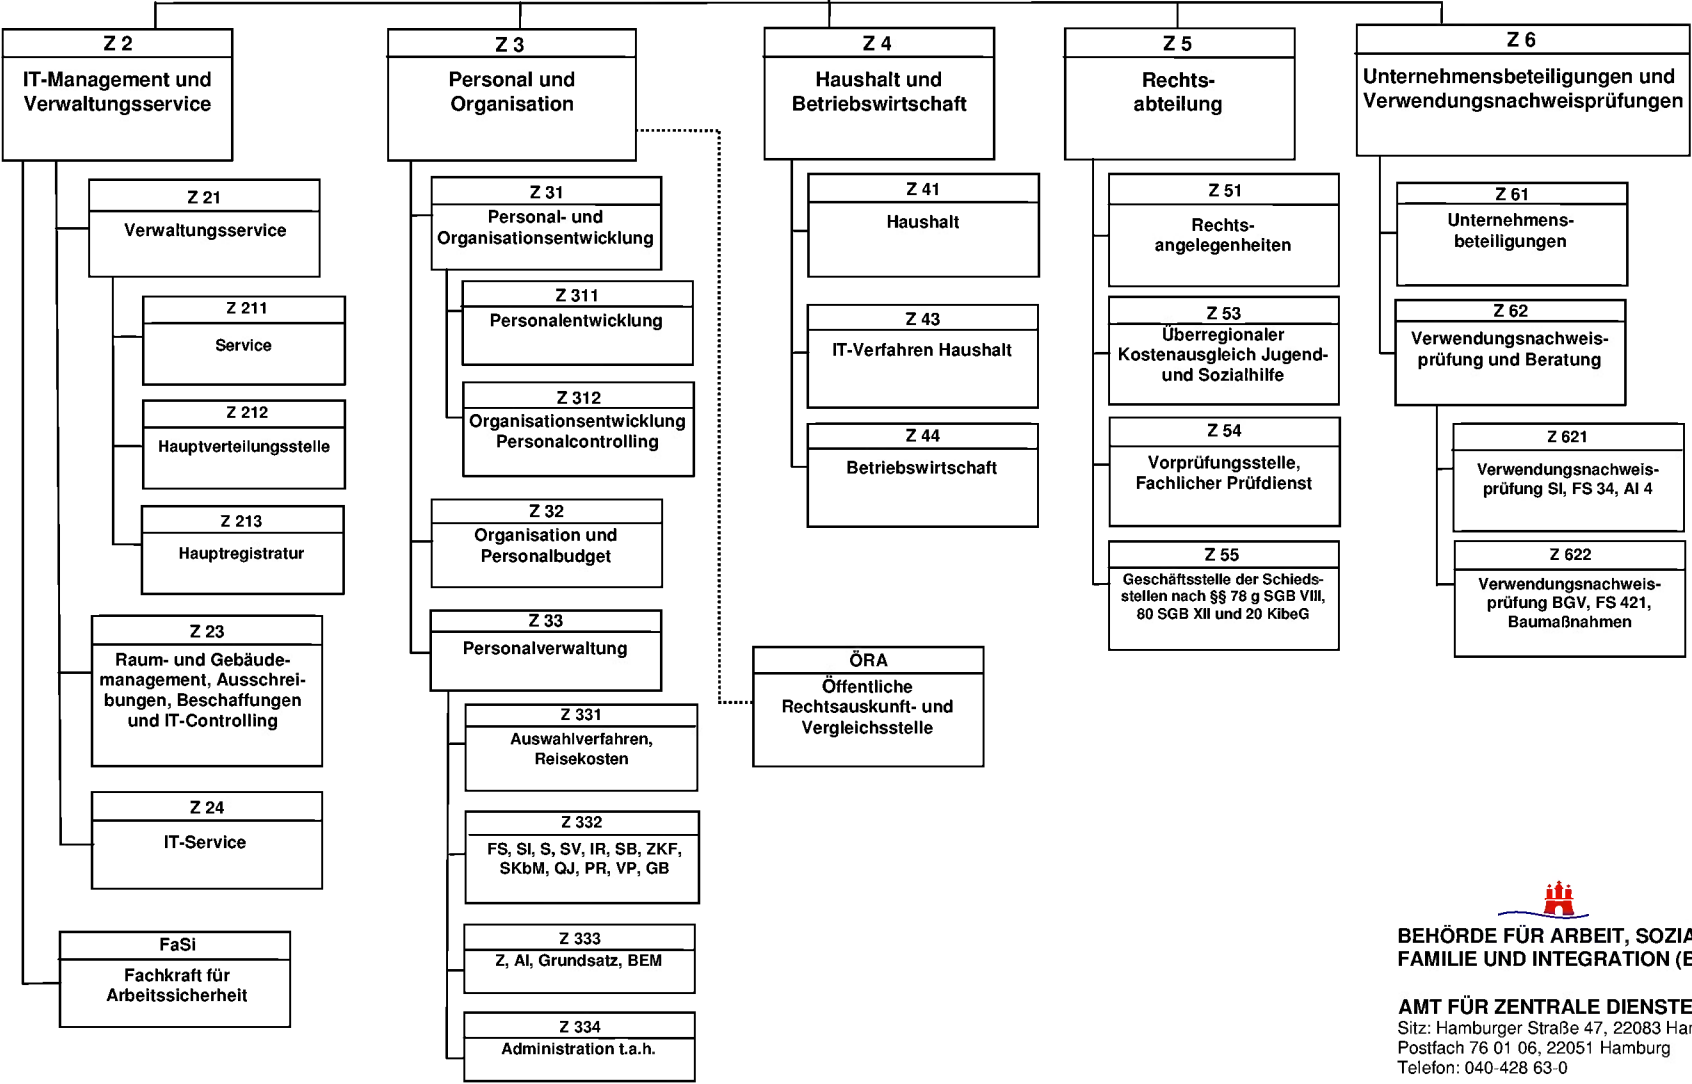 Z 2
IT-Management und
Verwaltungsservice
Z 21
Verwaltungsservice
Z 211
Service
Z 212
Hauptverteilungsstelle
Z 213
Hauptregistratur
Z 23
Raum- und Gebäude-
management, Ausschrei-
bungen, Beschaffungen
und IT-Controlling
Z 24
IT-Service
FaSi
Fachkraft für
Arbeitssicherheit
Z 3
Personal und
Organisation
Z 31
Personal- und
Organisationsentwicklung
Z 311
Personalentwicklung
Z 312
Organisationsentwicklung
Personalcontrolling
Z 32
Organisation und
Personalbudget
Z 33
Personalverwaltung
Z 331
Auswahlverfahren,
Reisekosten
Z 332
FS, SI, S, SV, IR, SB, ZKF,
SKbM, QJ, PR, VP, GB
Z 333
Z, AI, Grundsatz, BEM
Z 334
Administration t.a.h.
ÖRA
Öffentliche
Rechtsauskunft- und
Vergleichsstelle
Z 4
Haushalt und
Betriebswirtschaft
Z 41
Haushalt
Z 43
IT-Verfahren Haushalt
Z 44
Betriebswirtschaft
Z 5
Rechts-
abteilung
Z 51
Rechts-
angelegenheiten
Z 53
Überregionaler
Kostenausgleich Jugend-
und Sozialhilfe
Z 54
Vorprüfungsstelle,
Fachlicher Prüfdienst
Z 55
Geschäftsstelle der Schieds-
stellen nach §§ 78 g SGB VIII,
80 SGB XII und 20 KibeG
Z 6
Unternehmensbeteiligungen und
Verwendungsnachweisprüfungen
Z 61
Unternehmens-
beteiligungen
Z 62
Verwendungsnachweis-
prüfung und Beratung
Z 621
Verwendungsnachweis-
prüfung SI, FS 34, AI 4
Z 622
Verwendungsnachweis-
prüfung BGV, FS 421,
Baumaßnahmen
BEHÖRDE FÜR ARBEIT, SOZIA
FAMILIE UND INTEGRATION (
AMT FÜR ZENTRALE DIENSTE
Sitz: Hamburger Straße 47, 22083 Ha
Postfach 76 01 06, 22051 Hamburg
Telefon: 040-428 63-0